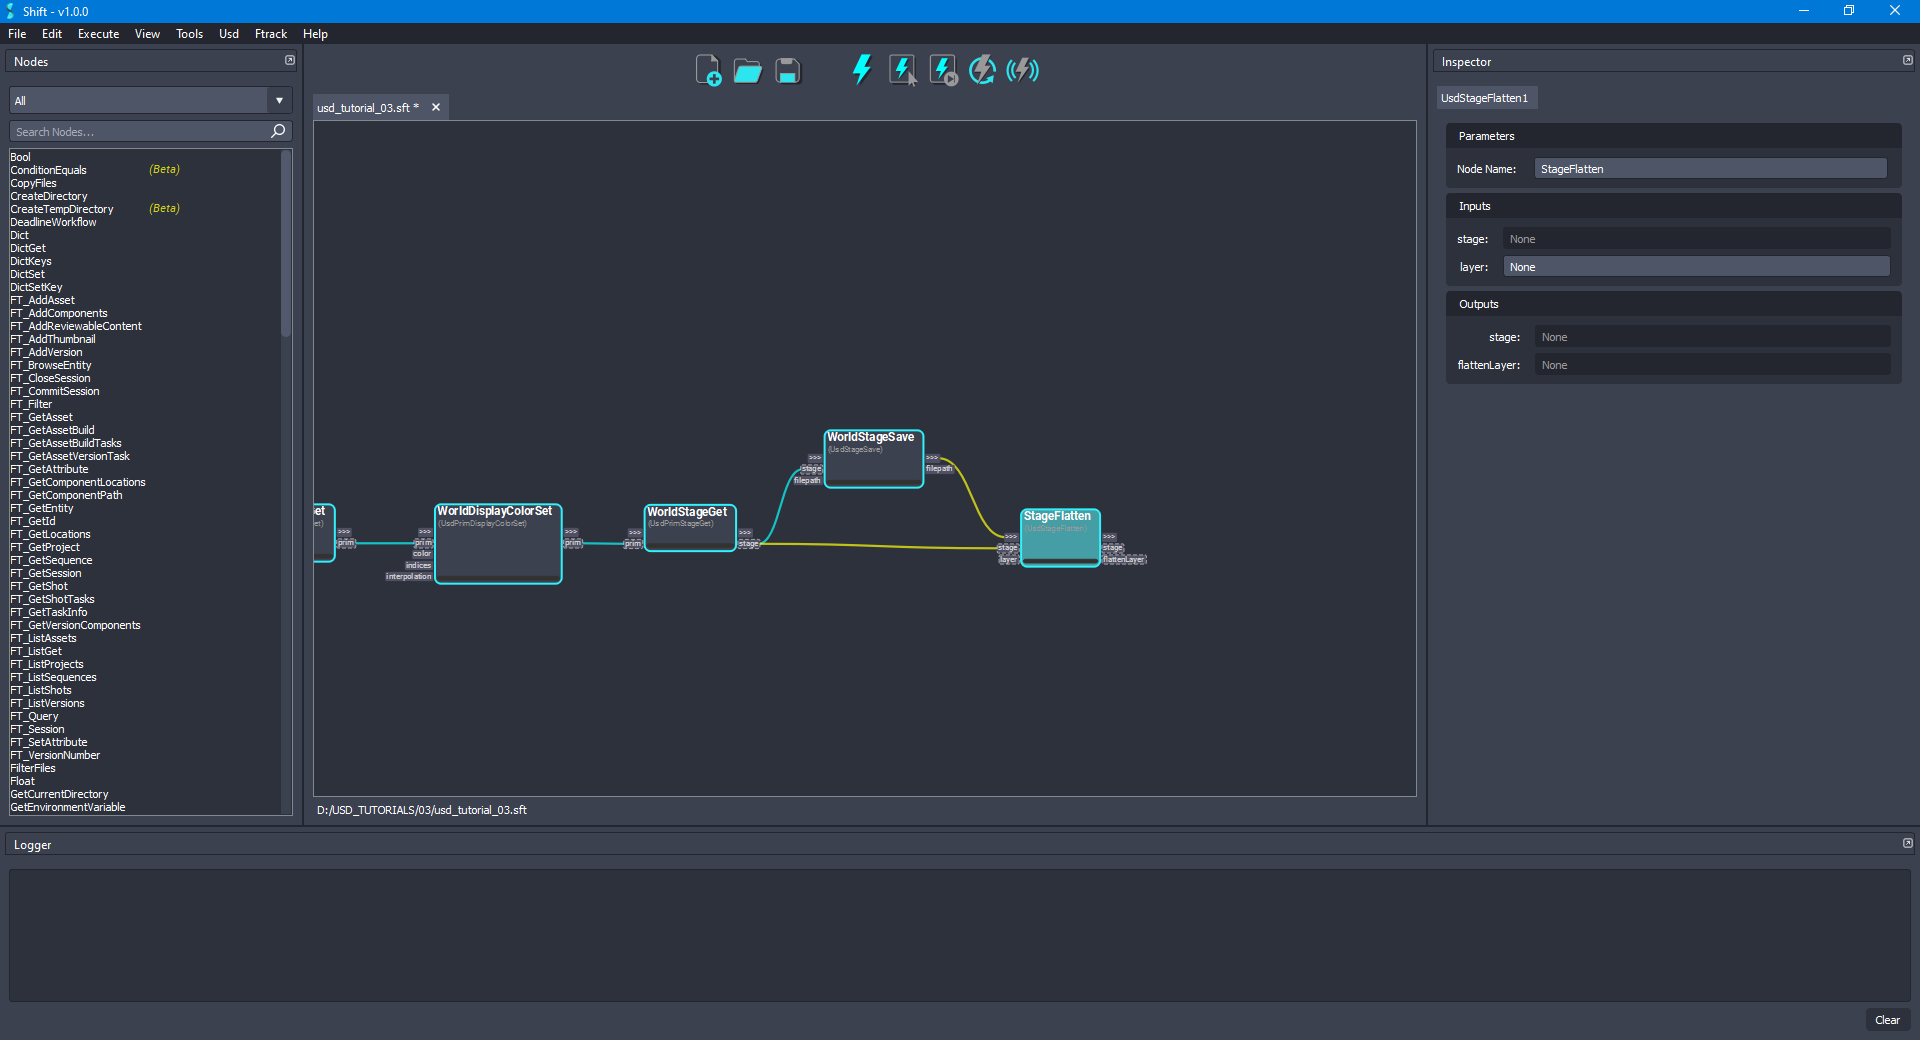 Shift - v1.0.0
File Edit Execute View Tools Usd Ftrack Help
Nodes
All
Search Nodes...
Bool
ConditionEquals (Beta)
CopyFiles
CreateDirectory
CreateTempDirectory (Beta)
DeadlineWorkflow
Dict
DictGet
DictKeys
DictSet
DictSetKey
FT_AddAsset
FT_AddComponents
FT_AddReviewableContent
FT_AddThumbnail
FT_AddVersion
FT_BrowseEntity
FT_CloseSession
FT_CommitSession
FT_Filter
FT_GetAsset
FT_GetAssetBuild
FT_GetAssetBuildTasks
FT_GetAssetVersionTask
FT_GetAttribute
FT_GetComponentLocations
FT_GetComponentPath
FT_GetEntity
FT_GetId
FT_GetLocations
FT_GetProject
FT_GetSequence
FT_GetSession
FT_GetShot
FT_GetShotTasks
FT_GetTaskInfo
FT_GetVersionComponents
FT_ListAssets
FT_ListGet
FT_ListProjects
FT_ListSequences
FT_ListShots
FT_ListVersions
FT_Query
FT_Session
FT_SetAttribute
FT_VersionNumber
FilterFiles
Float
GetCurrentDirectory
GetEnvironmentVariable
usd_tutorial_03.sft *
et
et)
>>>
prim
WorldDisplayColorSet
(UsdPrimDisplayColorSet)
>>> >>>
prim prim
color
indices
interpolation
WorldStageGet
(UsdPrimStageGet)
>>> >>>
prim stage
WorldStageSave
(UsdStageSave)
>>> >>>
stage filepath
filepath
StageFlatten
(UsdStageFlatten)
>>> >>>
stage stage
layer flattenLayer
D:/USD_TUTORIALS/03/usd_tutorial_03.sft
Inspector
UsdStageFlatten1
Parameters
Node Name: StageFlatten
Inputs
stage: None
layer: None
Outputs
stage: None
flattenLayer: None
Logger
Clear